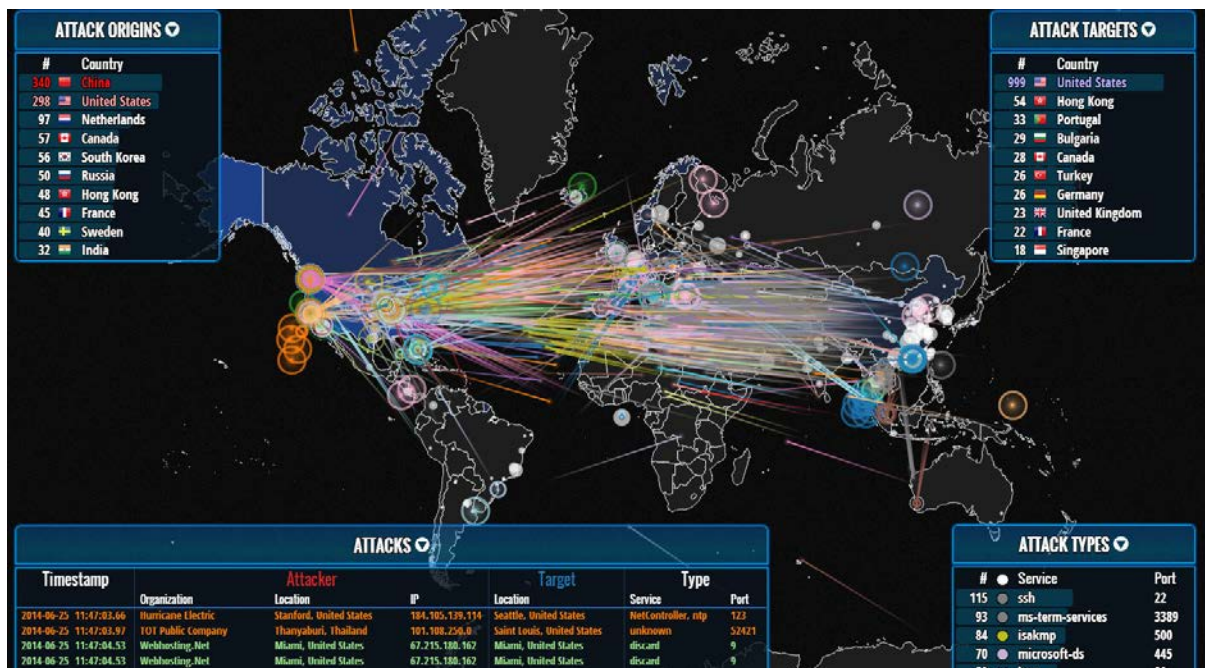 ATTACK ORIGINS
# Country
340 China
298 United States
97 Netherlands
57 Canada
56 South Korea
50 Russia
48 Hong Kong
45 France
40 Sweden
32 India
ATTACK TARGETS
# Country
999 United States
54 Hong Kong
33 Portugal
29 Bulgaria
28 Canada
26 Turkey
26 Germany
23 United Kingdom
22 France
18 Singapore
ATTACKS
Timestamp Attacker Target Type
Organization Location IP Location Service Port
2014-06-25 11:47:03.66 Hurricane Electric Stanford, United States 184.105.139.114 Seattle, United States NetController, ntp 123
2014-06-25 11:47:03.97 TOT Public Company Thanyaburi, Thailand 101.108.250.0 Saint Louis, United States unknown 52421
2014-06-25 11:47:04.53 Webhosting.Net Miami, United States 67.215.180.162 Miami, United States discard 9
2014-06-25 11:47:04.53 Webhosting.Net Miami, United States 67.215.180.162 Miami, United States discard 9
ATTACK TYPES
# Service Port
115 ssh 22
93 ms-term-services 3389
84 isakmp 500
70 microsoft-ds 445